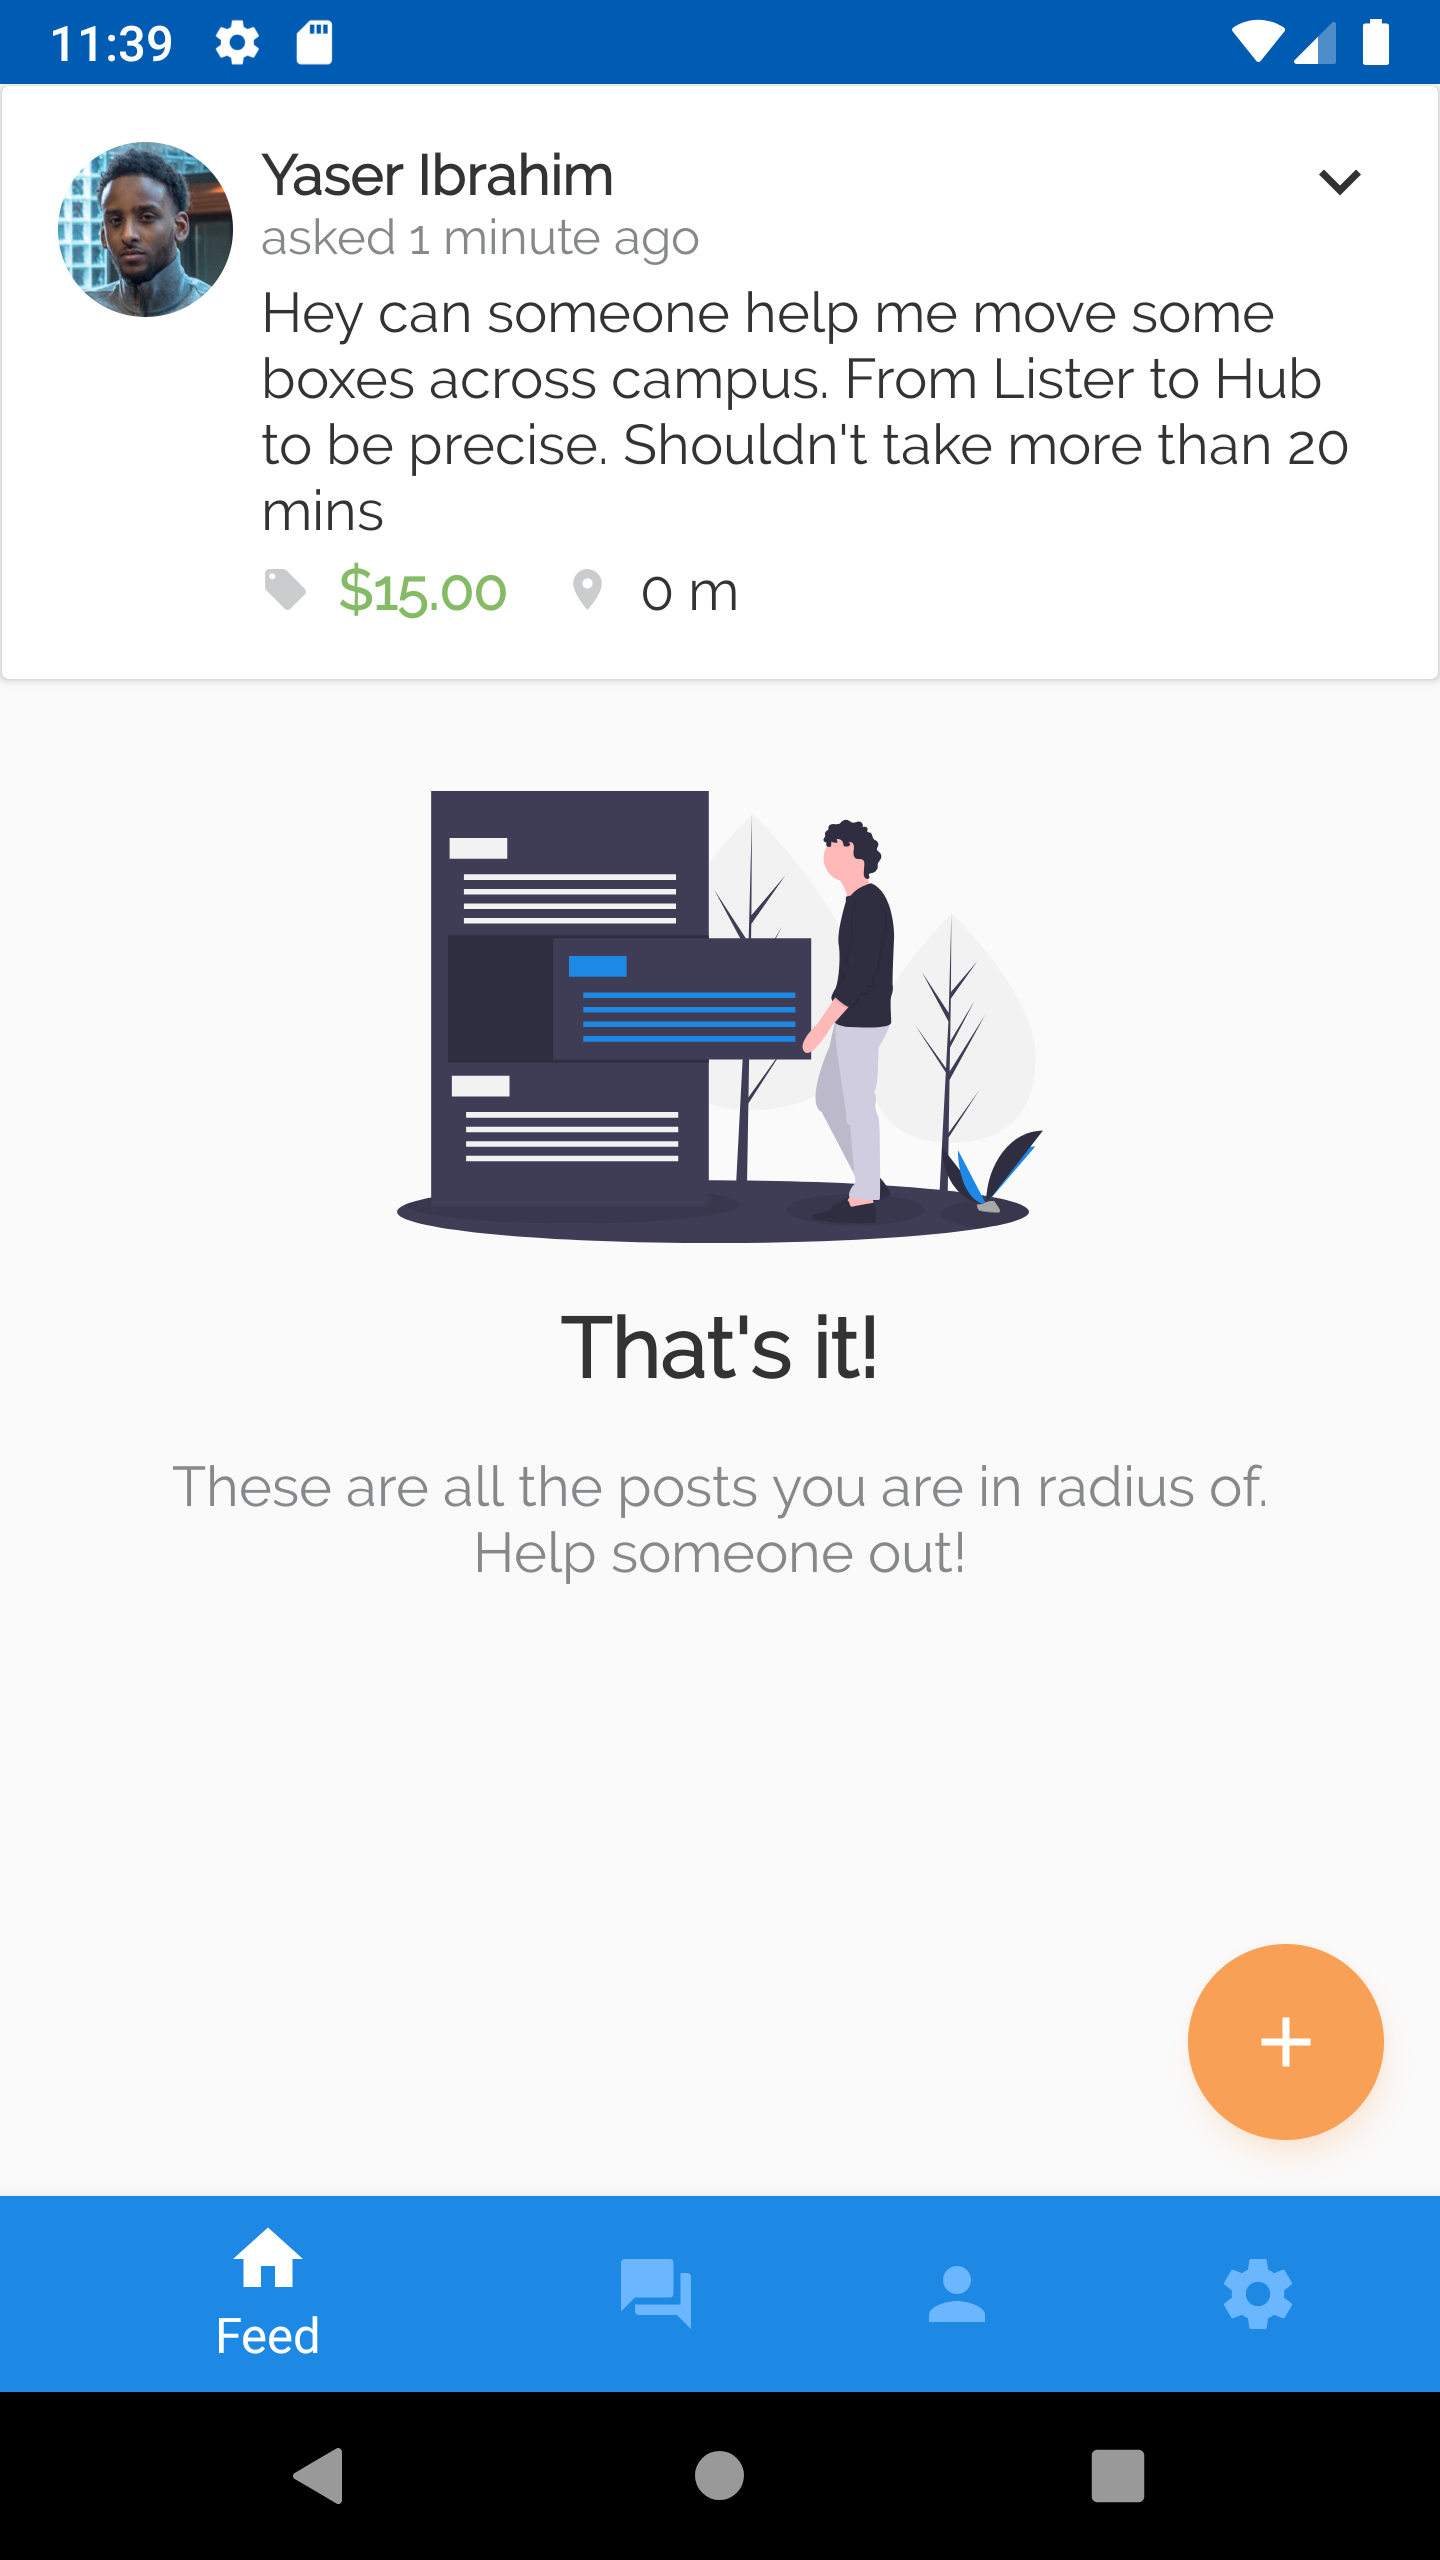 11:39
Yaser Ibrahim
asked 1 minute ago
Hey can someone help me move some
boxes across campus. From Lister to Hub
to be precise. Shouldn't take more than 20
mins
$15.00 0 m
That's it!
These are all the posts you are in radius of.
Help someone out!
Feed